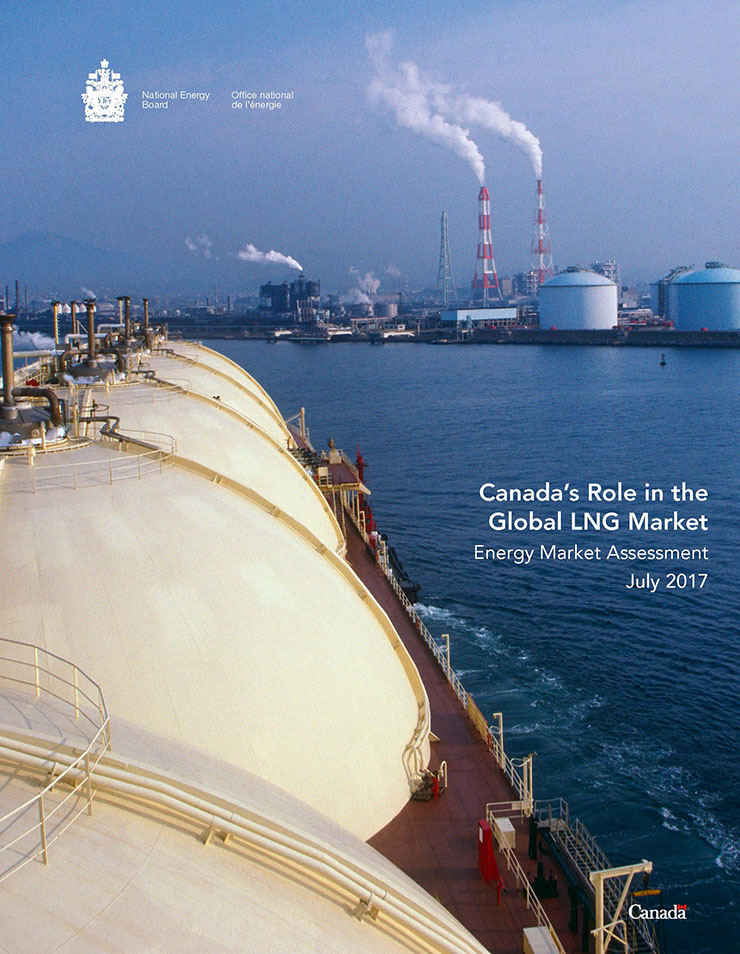 National Energy
Board
Office national
de l'énergie
Canada's Role in the
Global LNG Market
Energy Market Assessment
July 2017
Canada